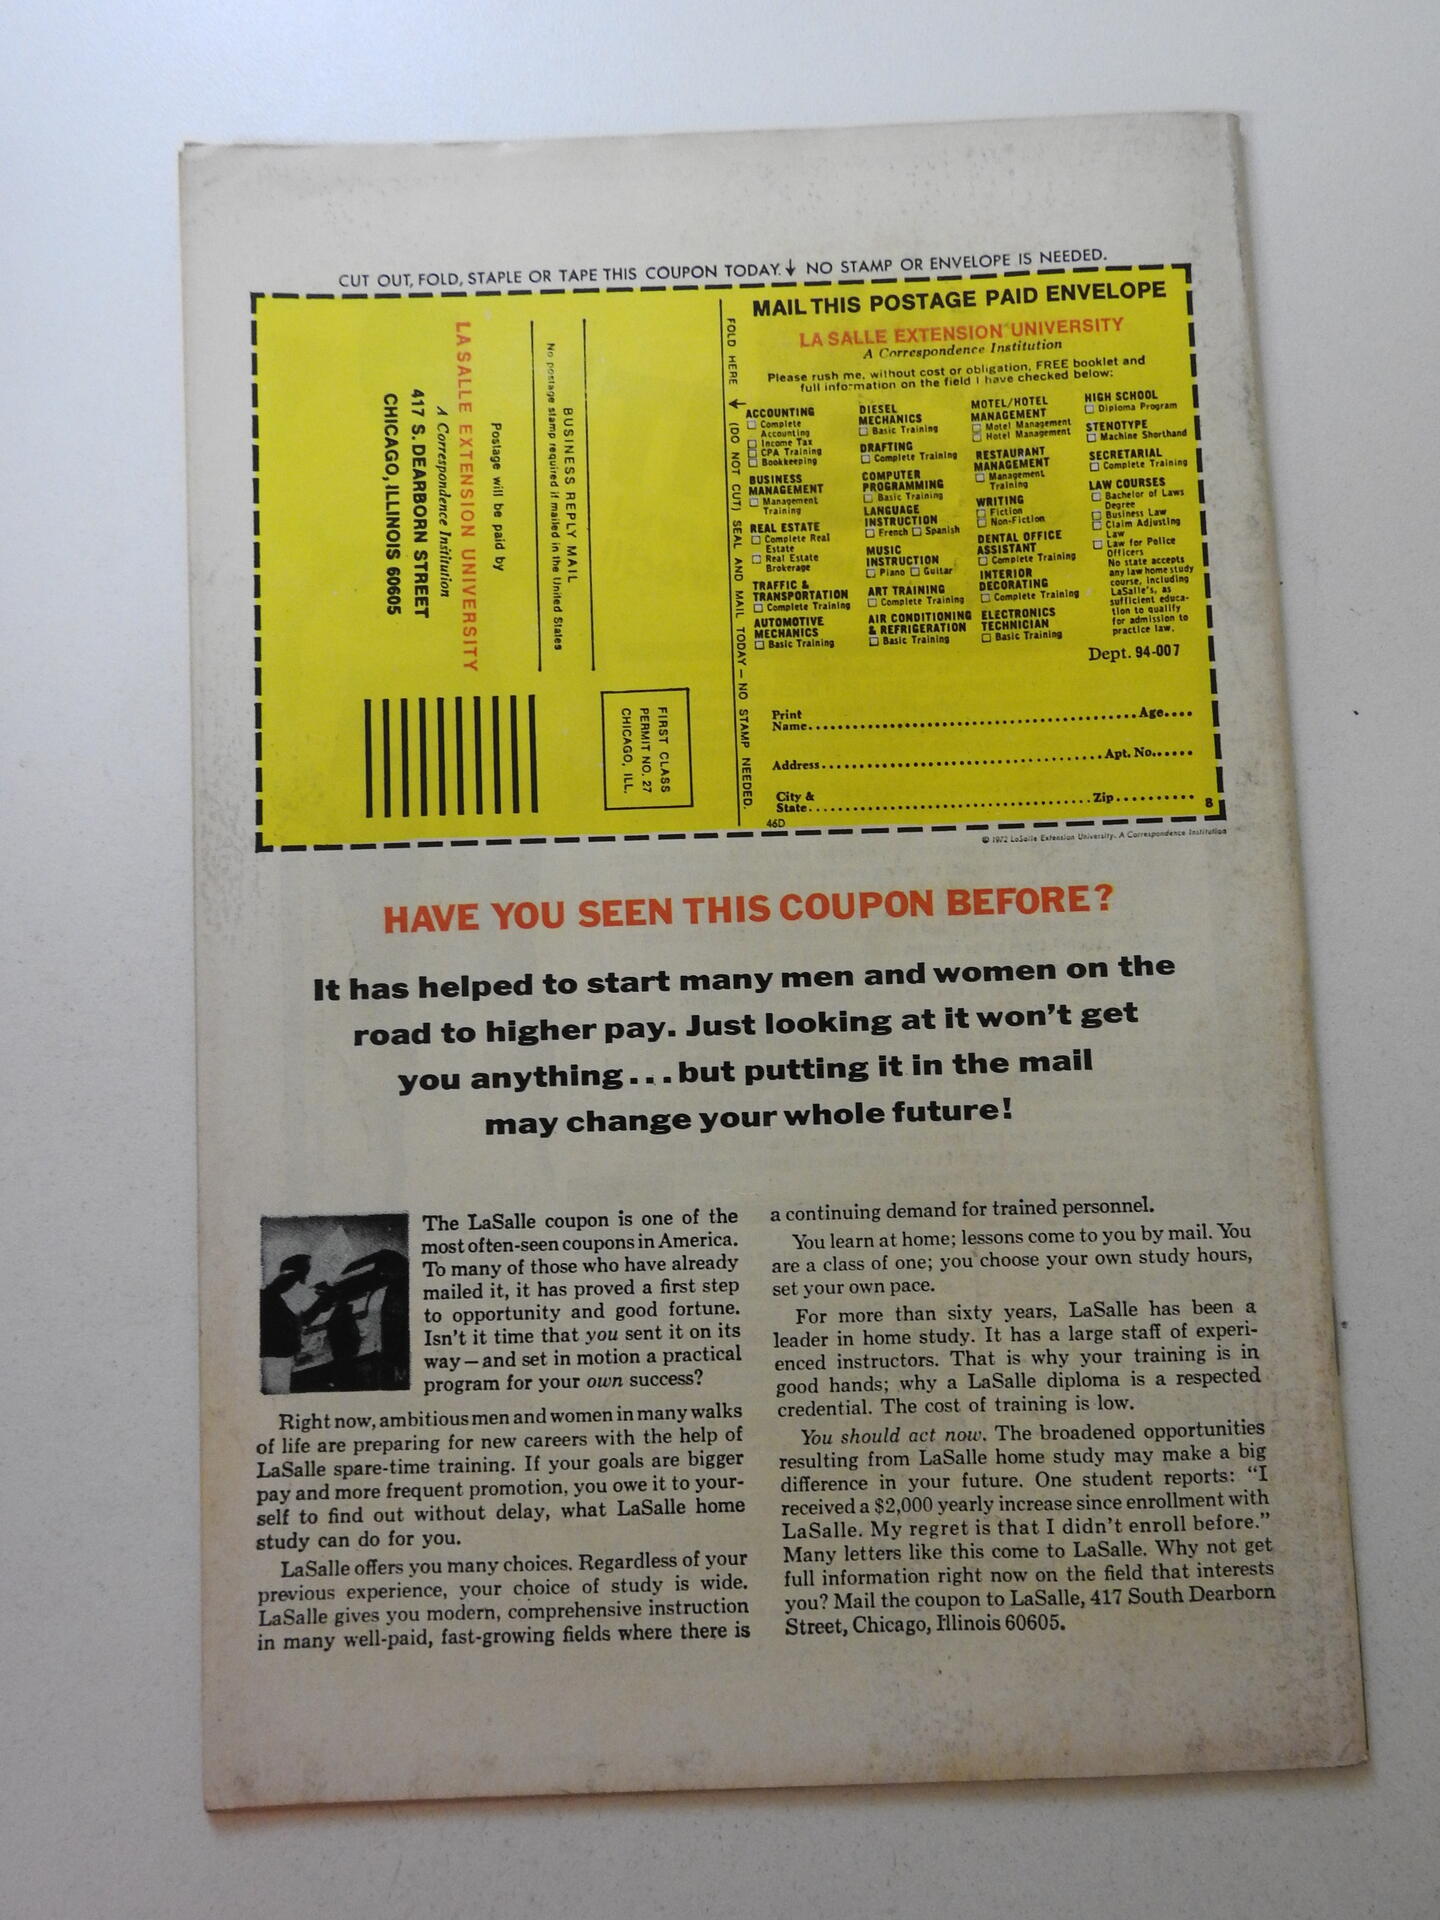 CUT OUT, FOLD, STAPLE OR TAPE THIS COUPON TODAY. ↓ NO STAMP OR ENVELOPE IS NEEDED.
No postage stamp required if mailed in the United States
BUSINESS REPLY MAIL
Postage will be paid by
LA SALLE EXTENSION UNIVERSITY
A Correspondence Institution
417 S. DEARBORN STREET
CHICAGO, ILLINOIS 60605
FIRST CLASS
PERMIT NO. 27
CHICAGO, ILL.
FOLD HERE ↓ (DO NOT CUT) SEAL AND MAIL TODAY — NO STAMP NEEDED.
MAIL THIS POSTAGE PAID ENVELOPE
LA SALLE EXTENSION UNIVERSITY
A Correspondence Institution
Please rush me, without cost or obligation, FREE booklet and
full information on the field I have checked below:
ACCOUNTING
Complete
Accounting
Income Tax
CPA Training
Bookkeeping
BUSINESS
MANAGEMENT
Management
Training
REAL ESTATE
Complete Real
Estate
Real Estate
Brokerage
TRAFFIC &
TRANSPORTATION
Complete Training
AUTOMOTIVE
MECHANICS
Basic Training
DIESEL
MECHANICS
Basic Training
DRAFTING
Complete Training
COMPUTER
PROGRAMMING
Basic Training
LANGUAGE
INSTRUCTION
French Spanish
MUSIC
INSTRUCTION
Piano Guitar
ART TRAINING
Complete Training
AIR CONDITIONING
& REFRIGERATION
Basic Training
MOTEL/HOTEL
MANAGEMENT
Motel Management
Hotel Management
RESTAURANT
MANAGEMENT
Management
Training
WRITING
Fiction
Non-Fiction
DENTAL OFFICE
ASSISTANT
Complete Training
INTERIOR
DECORATING
Complete Training
ELECTRONICS
TECHNICIAN
Basic Training
HIGH SCHOOL
Diploma Program
STENOTYPE
Machine Shorthand
SECRETARIAL
Complete Training
LAW COURSES
Bachelor of Laws
Degree
Business Law
Claim Adjusting
Law
Law for Police
Officers
No state accepts
any law home study
course, including
LaSalle's, as
sufficient educa-
tion to qualify
for admission to
practice law.
Dept. 94-007
Print
Name Age
Address Apt. No.
City &
State Zip
46D
8
© 1972 LaSalle Extension University. A Correspondence Institution
HAVE YOU SEEN THIS COUPON BEFORE?
It has helped to start many men and women on the
road to higher pay. Just looking at it won't get
you anything...but putting it in the mail
may change your whole future!
The LaSalle coupon is one of the
most often-seen coupons in America.
To many of those who have already
mailed it, it has proved a first step
to opportunity and good fortune.
Isn't it time that you sent it on its
way—and set in motion a practical
program for your own success?
Right now, ambitious men and women in many walks
of life are preparing for new careers with the help of
LaSalle spare-time training. If your goals are bigger
pay and more frequent promotion, you owe it to your-
self to find out without delay, what LaSalle home
study can do for you.
LaSalle offers you many choices. Regardless of your
previous experience, your choice of study is wide.
LaSalle gives you modern, comprehensive instruction
in many well-paid, fast-growing fields where there is
a continuing demand for trained personnel.
You learn at home; lessons come to you by mail. You
are a class of one; you choose your own study hours,
set your own pace.
For more than sixty years, LaSalle has been a
leader in home study. It has a large staff of experi-
enced instructors. That is why your training is in
good hands; why a LaSalle diploma is a respected
credential. The cost of training is low.
You should act now. The broadened opportunities
resulting from LaSalle home study may make a big
difference in your future. One student reports: "I
received a $2,000 yearly increase since enrollment with
LaSalle. My regret is that I didn't enroll before."
Many letters like this come to LaSalle. Why not get
full information right now on the field that interests
you? Mail the coupon to LaSalle, 417 South Dearborn
Street, Chicago, Illinois 60605.